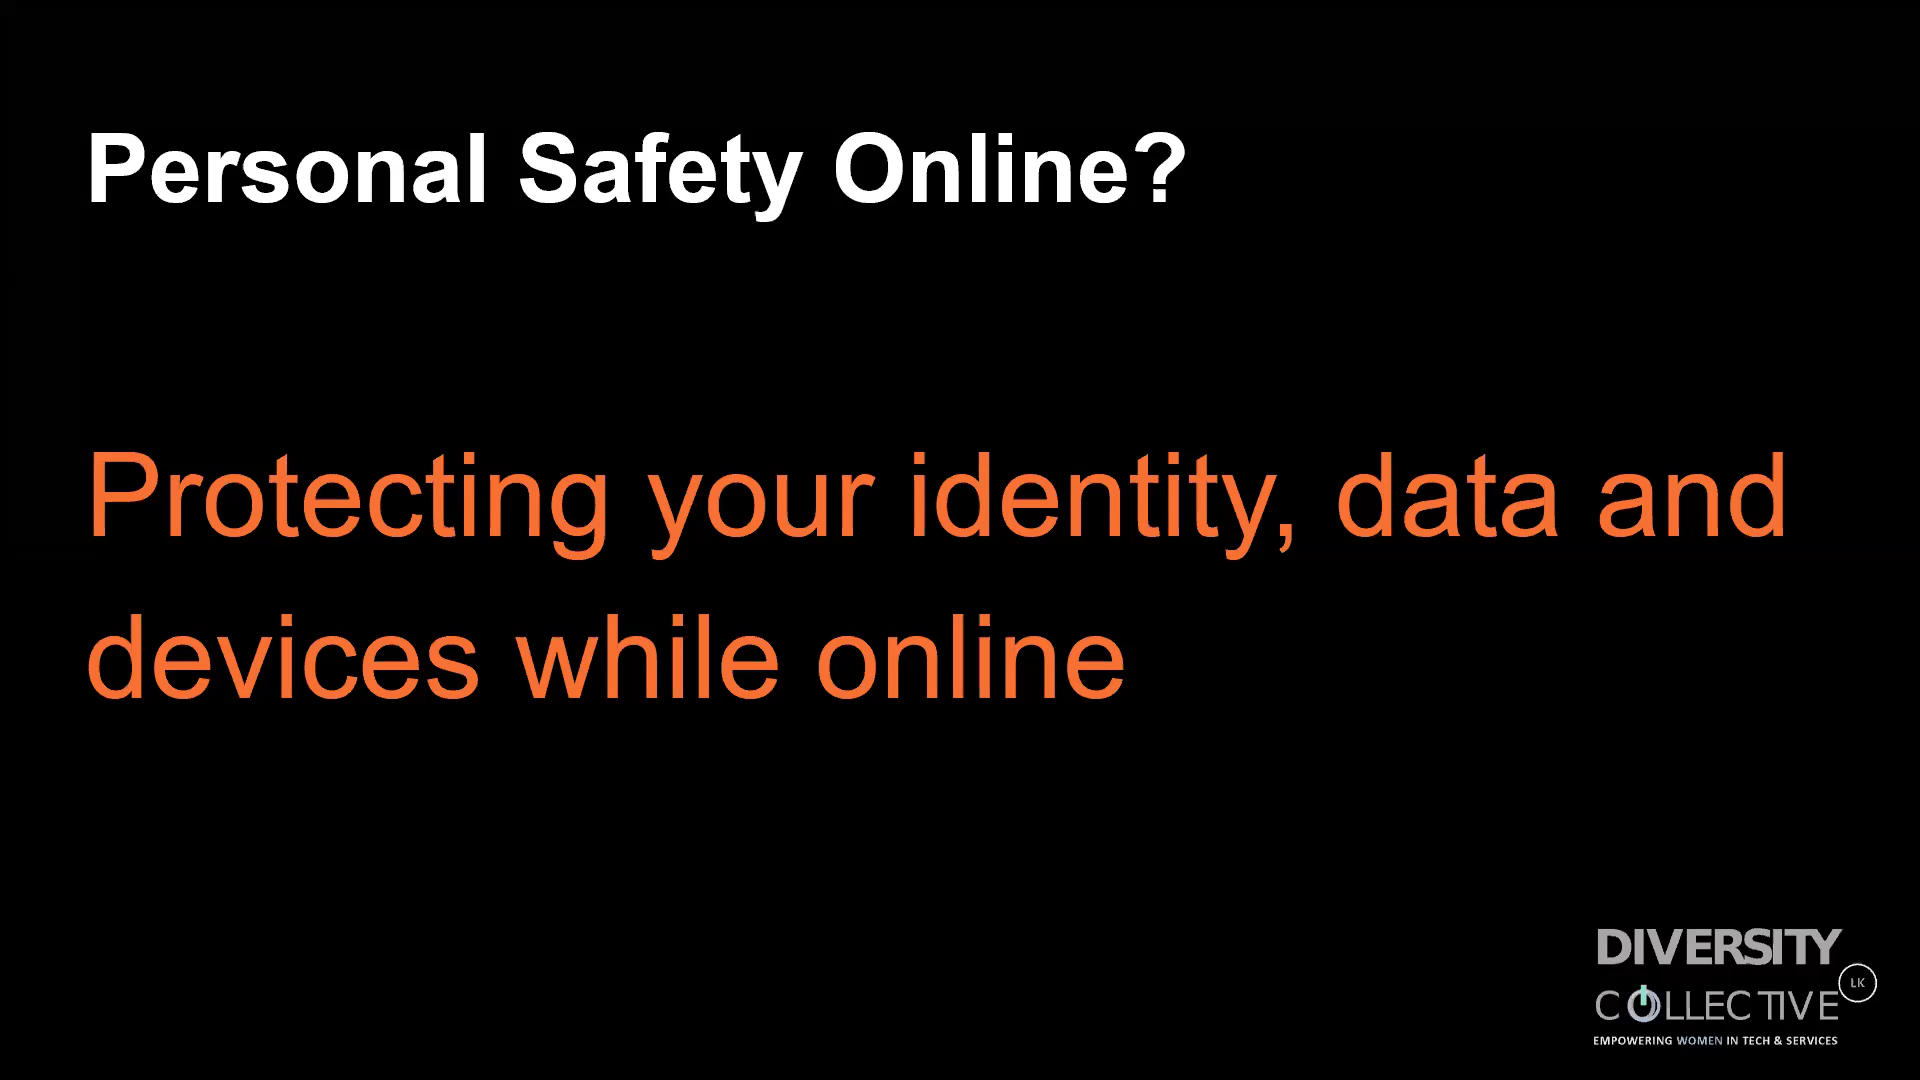 Personal Safety Online?
Protecting your identity, data and
devices while online
DIVERSITY
COLLECTIVE
LK
EMPOWERING WOMEN IN TECH & SERVICES